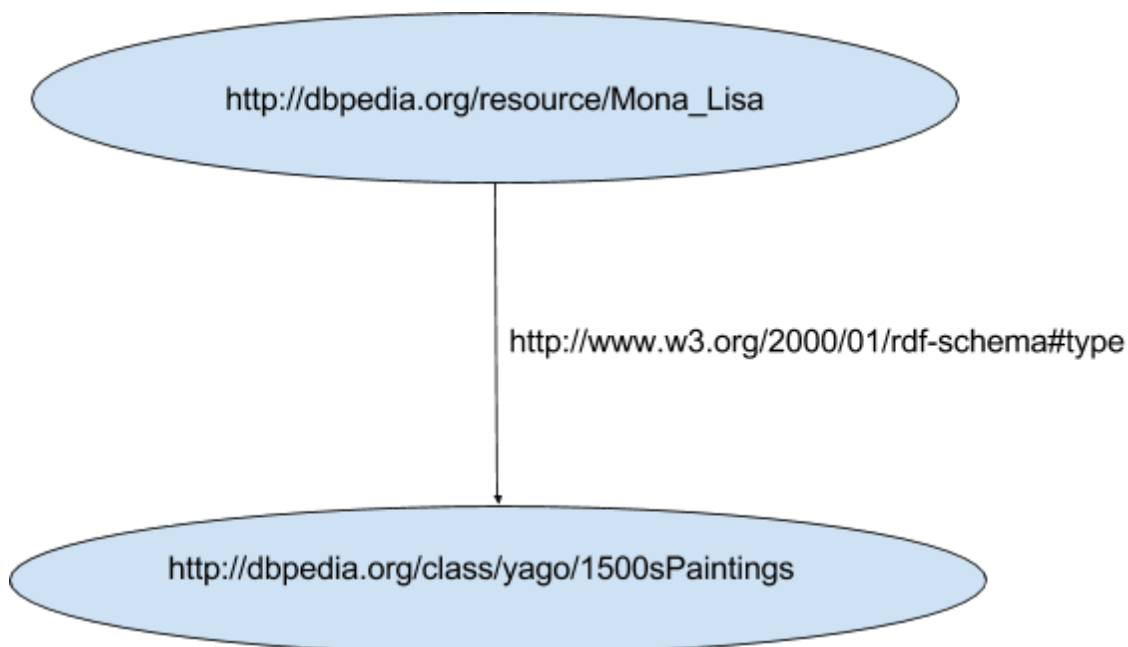 http://dbpedia.org/resource/Mona_Lisa
http://www.w3.org/2000/01/rdf-schema#type
http://dbpedia.org/class/yago/1500sPaintings